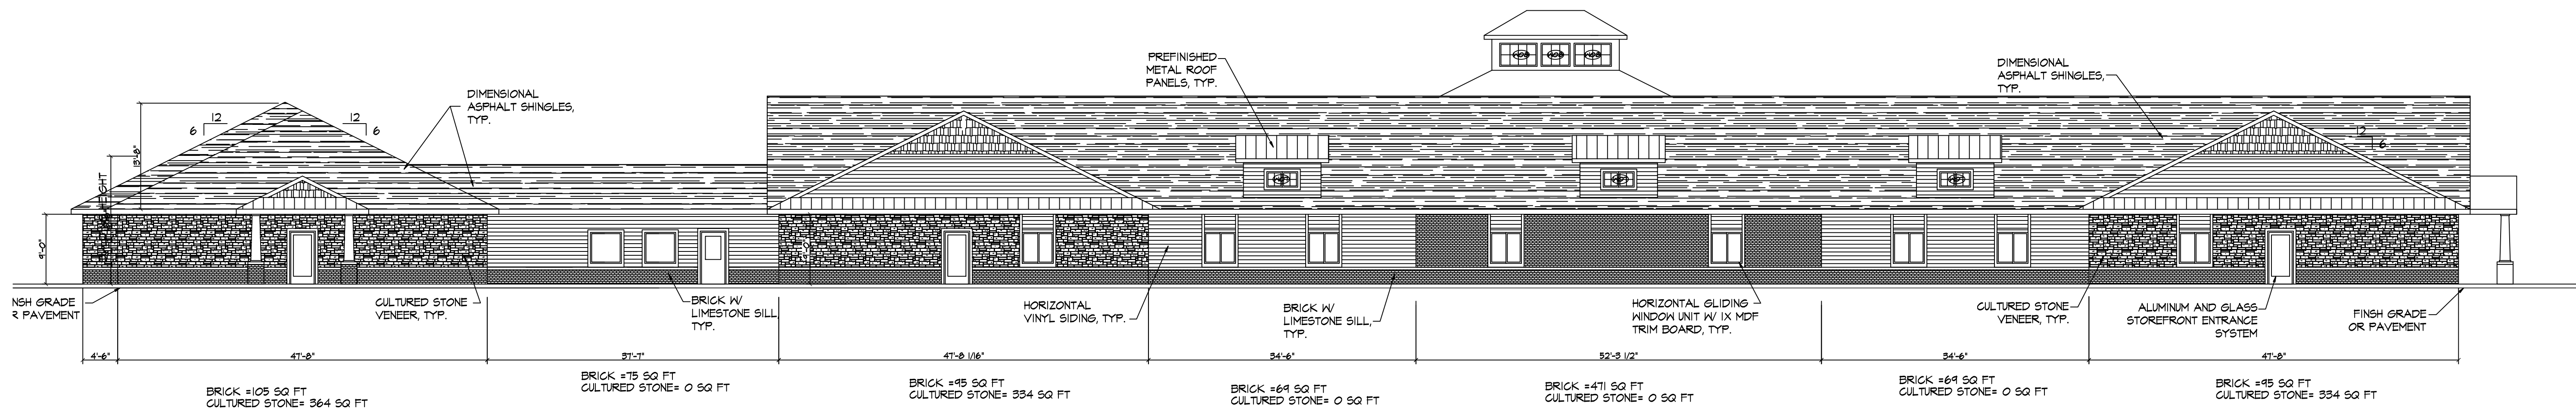 PREFINISHED
METAL ROOF
PANELS, TYP.
108
108
108
DIMENSIONAL
ASPHALT SHINGLES,
TYP.
DIMENSIONAL
ASPHALT SHINGLES,
TYP.
12
6
12
6
12
6
13'-8"
9'-0"
9'-0"
NSH GRADE
R PAVEMENT
CULTURED STONE
VENEER, TYP.
BRICK W/
LIMESTONE SILL,
TYP.
HORIZONTAL
VINYL SIDING, TYP.
BRICK W/
LIMESTONE SILL,
TYP.
HORIZONTAL GLIDING
WINDOW UNIT W/ 1X MDF
TRIM BOARD, TYP.
CULTURED STONE
VENEER, TYP.
ALUMINUM AND GLASS
STOREFRONT ENTRANCE
SYSTEM
FINSH GRADE
OR PAVEMENT
4'-6"
47'-8"
37'-7"
47'-8 1/16"
34'-6"
52'-3 1/2"
34'-6"
47'-8"
BRICK =105 SQ FT
CULTURED STONE= 364 SQ FT
BRICK =75 SQ FT
CULTURED STONE= 0 SQ FT
BRICK =95 SQ FT
CULTURED STONE= 334 SQ FT
BRICK =69 SQ FT
CULTURED STONE= 0 SQ FT
BRICK =471 SQ FT
CULTURED STONE= 0 SQ FT
BRICK =69 SQ FT
CULTURED STONE= 0 SQ FT
BRICK =95 SQ FT
CULTURED STONE= 334 SQ FT